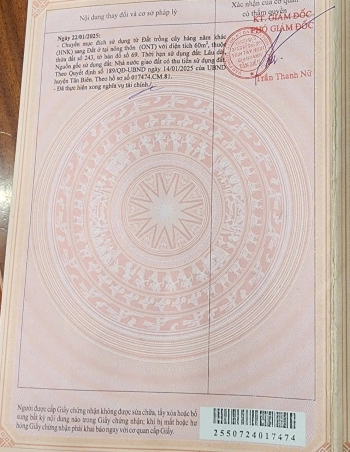 Nội dung thay đổi và cơ sở pháp lý
Xác nhận của cơ quan
có thẩm quyền
Ngày 22/01/2025:
- Chuyển mục đích sử dụng từ Đất trồng cây hàng năm khác
(HNK) sang Đất ở tại nông thôn (ONT) với diện tích 60m², thuộc
thửa đất số 243, tờ bản đồ số 69. Thời hạn sử dụng đất: Lâu dài
Nguồn gốc sử dụng đất: Nhà nước giao đất có thu tiền sử dụng đất.
Theo Quyết định số 189/QĐ-UBND ngày 14/01/2025 của UBND
huyện Tân Biên. Theo hồ sơ số 017474.CM.81.
- Đã thực hiện xong nghĩa vụ tài chính./.
KT. GIÁM ĐỐC
PHÓ GIÁM ĐỐC
Trần Thanh Nữ
Người được cấp Giấy chứng nhận không được sửa chữa, tẩy xóa hoặc bổ
sung bất kỳ nội dung nào trong Giấy chứng nhận; khi bị mất hoặc hư
hỏng Giấy chứng nhận phải khai báo ngay với cơ quan cấp Giấy.
2550724017474